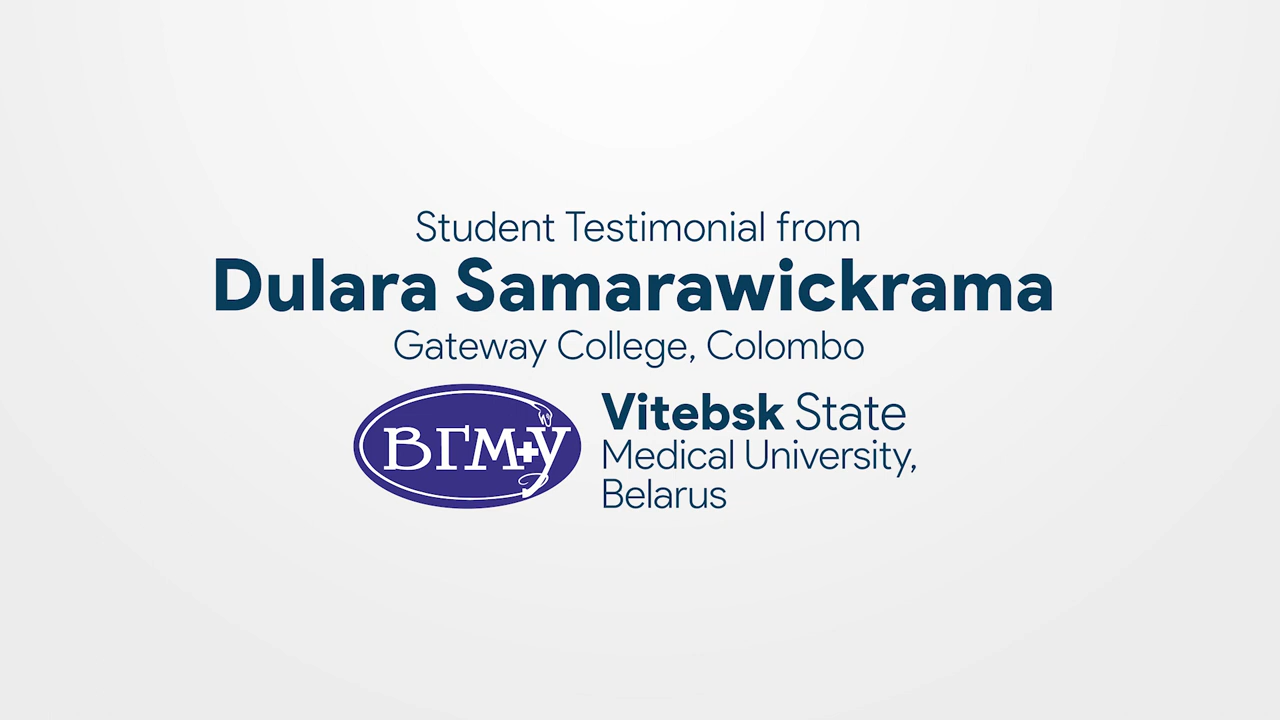 Student Testimonial from
Dulara Samarawickrama
Gateway College, Colombo
ВГМУ
Vitebsk State
Medical University,
Belarus